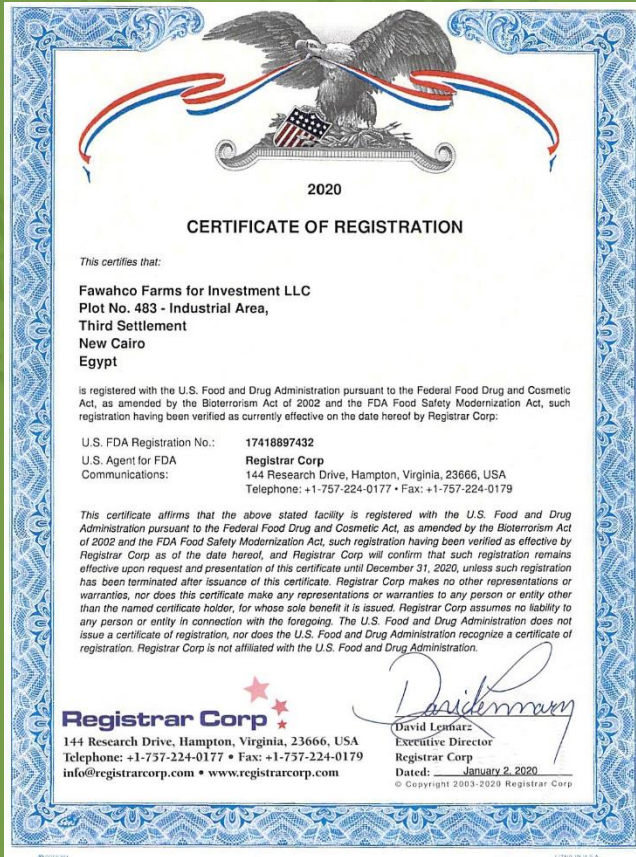 2020
CERTIFICATE OF REGISTRATION
This certifies that:
Fawahco Farms for Investment LLC
Plot No. 483 - Industrial Area,
Third Settlement
New Cairo
Egypt
is registered with the U.S. Food and Drug Administration pursuant to the Federal Food Drug and Cosmetic
Act, as amended by the Bioterrorism Act of 2002 and the FDA Food Safety Modernization Act, such
registration having been verified as currently effective on the date hereof by Registrar Corp:
U.S. FDA Registration No.: 17418897432
U.S. Agent for FDA Registrar Corp
Communications: 144 Research Drive, Hampton, Virginia, 23666, USA
Telephone: +1-757-224-0177 • Fax: +1-757-224-0179
This certificate affirms that the above stated facility is registered with the U.S. Food and Drug
Administration pursuant to the Federal Food Drug and Cosmetic Act, as amended by the Bioterrorism Act
of 2002 and the FDA Food Safety Modernization Act, such registration having been verified as effective by
Registrar Corp as of the date hereof, and Registrar Corp will confirm that such registration remains
effective upon request and presentation of this certificate until December 31, 2020, unless such registration
has been terminated after issuance of this certificate. Registrar Corp makes no other representations or
warranties, nor does this certificate make any representations or warranties to any person or entity other
than the named certificate holder, for whose sole benefit it is issued. Registrar Corp assumes no liability to
any person or entity in connection with the foregoing. The U.S. Food and Drug Administration does not
issue a certificate of registration, nor does the U.S. Food and Drug Administration recognize a certificate of
registration. Registrar Corp is not affiliated with the U.S. Food and Drug Administration.
Registrar Corp
144 Research Drive, Hampton, Virginia, 23666, USA
Telephone: +1-757-224-0177 • Fax: +1-757-224-0179
info@registrarcorp.com • www.registrarcorp.com
David Lennarz
Executive Director
Registrar Corp
Dated: January 2, 2020
© Copyright 2003-2020 Registrar Corp